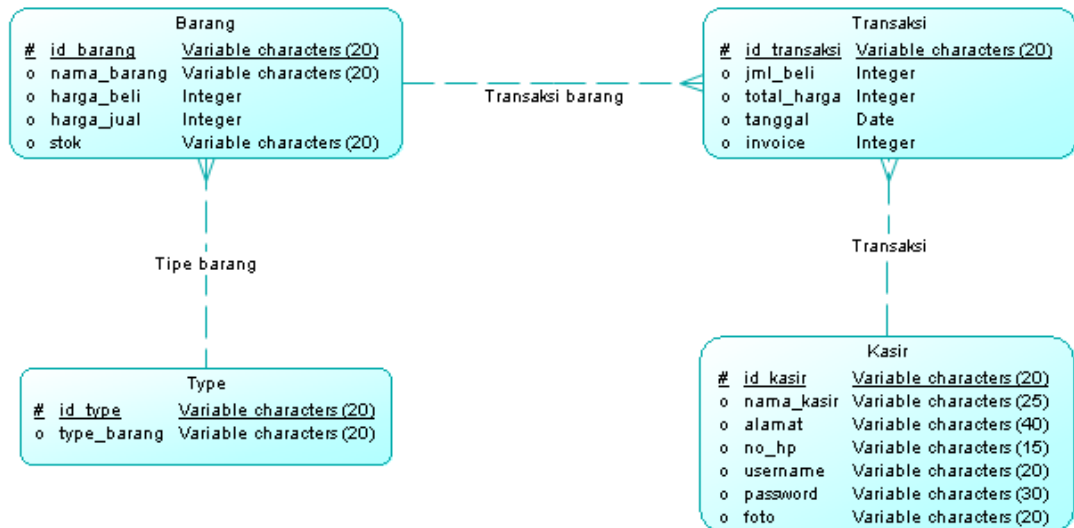 Barang
# id_barang Variable characters (20)
o nama_barang Variable characters (20)
o harga_beli Integer
o harga_jual Integer
o stok Variable characters (20)
Transaksi barang
Transaksi
# id_transaksi Variable characters (20)
o jml_beli Integer
o total_harga Integer
o tanggal Date
o invoice Integer
Tipe barang
Transaksi
Type
# id_type Variable characters (20)
o type_barang Variable characters (20)
Kasir
# id_kasir Variable characters (20)
o nama_kasir Variable characters (25)
o alamat Variable characters (40)
o no_hp Variable characters (15)
o username Variable characters (20)
o password Variable characters (30)
o foto Variable characters (20)